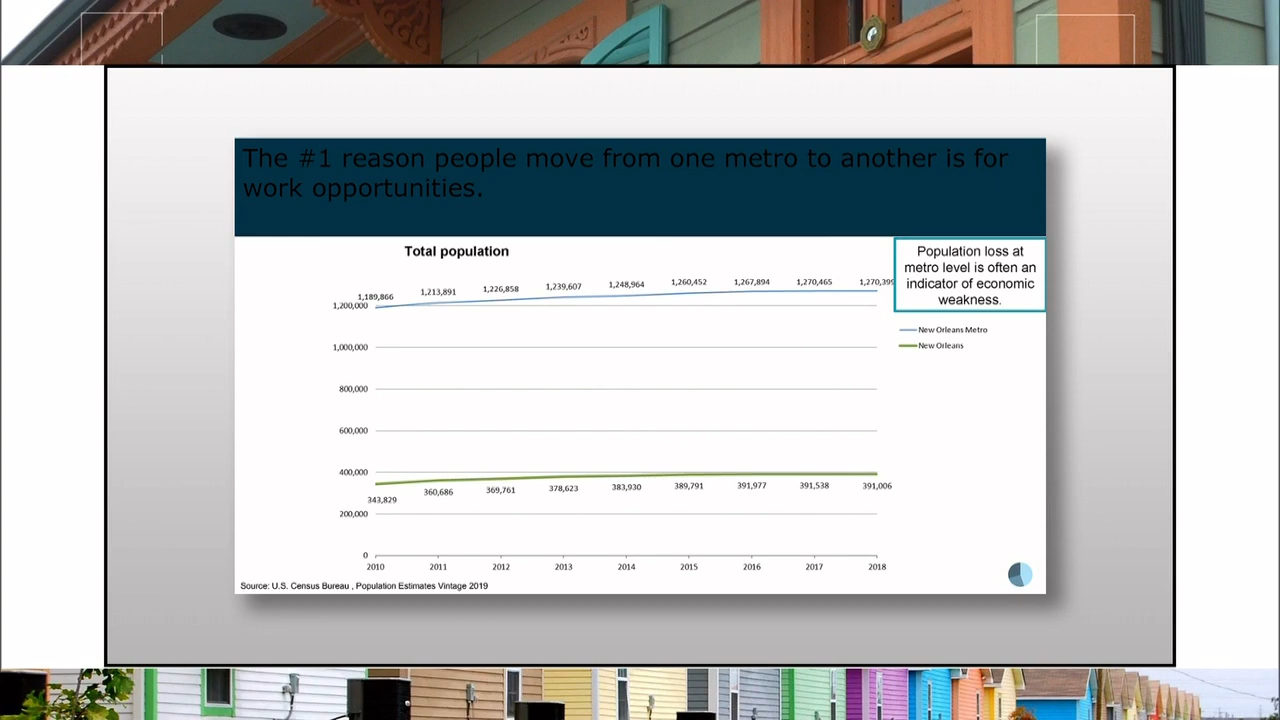 The #1 reason people move from one metro to another is for
work opportunities.
Total population
Population loss at
metro level is often an
indicator of economic
weakness.
1,189,866 1,213,891 1,226,858 1,239,607 1,248,964 1,260,452 1,267,894 1,270,465 1,270,399
1,200,000
New Orleans Metro
New Orleans
1,000,000
800,000
600,000
400,000
343,829 360,686 369,761 378,623 383,930 389,791 391,977 391,538 391,006
200,000
0
2010 2011 2012 2013 2014 2015 2016 2017 2018
Source: U.S. Census Bureau , Population Estimates Vintage 2019